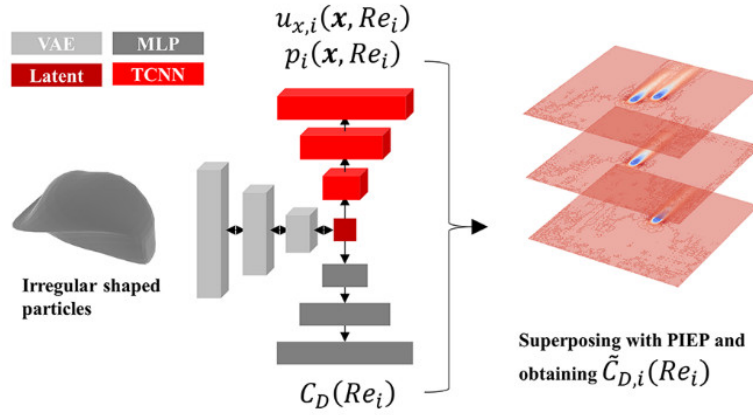 VAE MLP
Latent TCNN
u_{x,i}(x, Re_i)
p_i(x, Re_i)
Irregular shaped
particles
C_D(Re_i)
Superposing with PIEP and
obtaining C̃_{D,i}(Re_i)